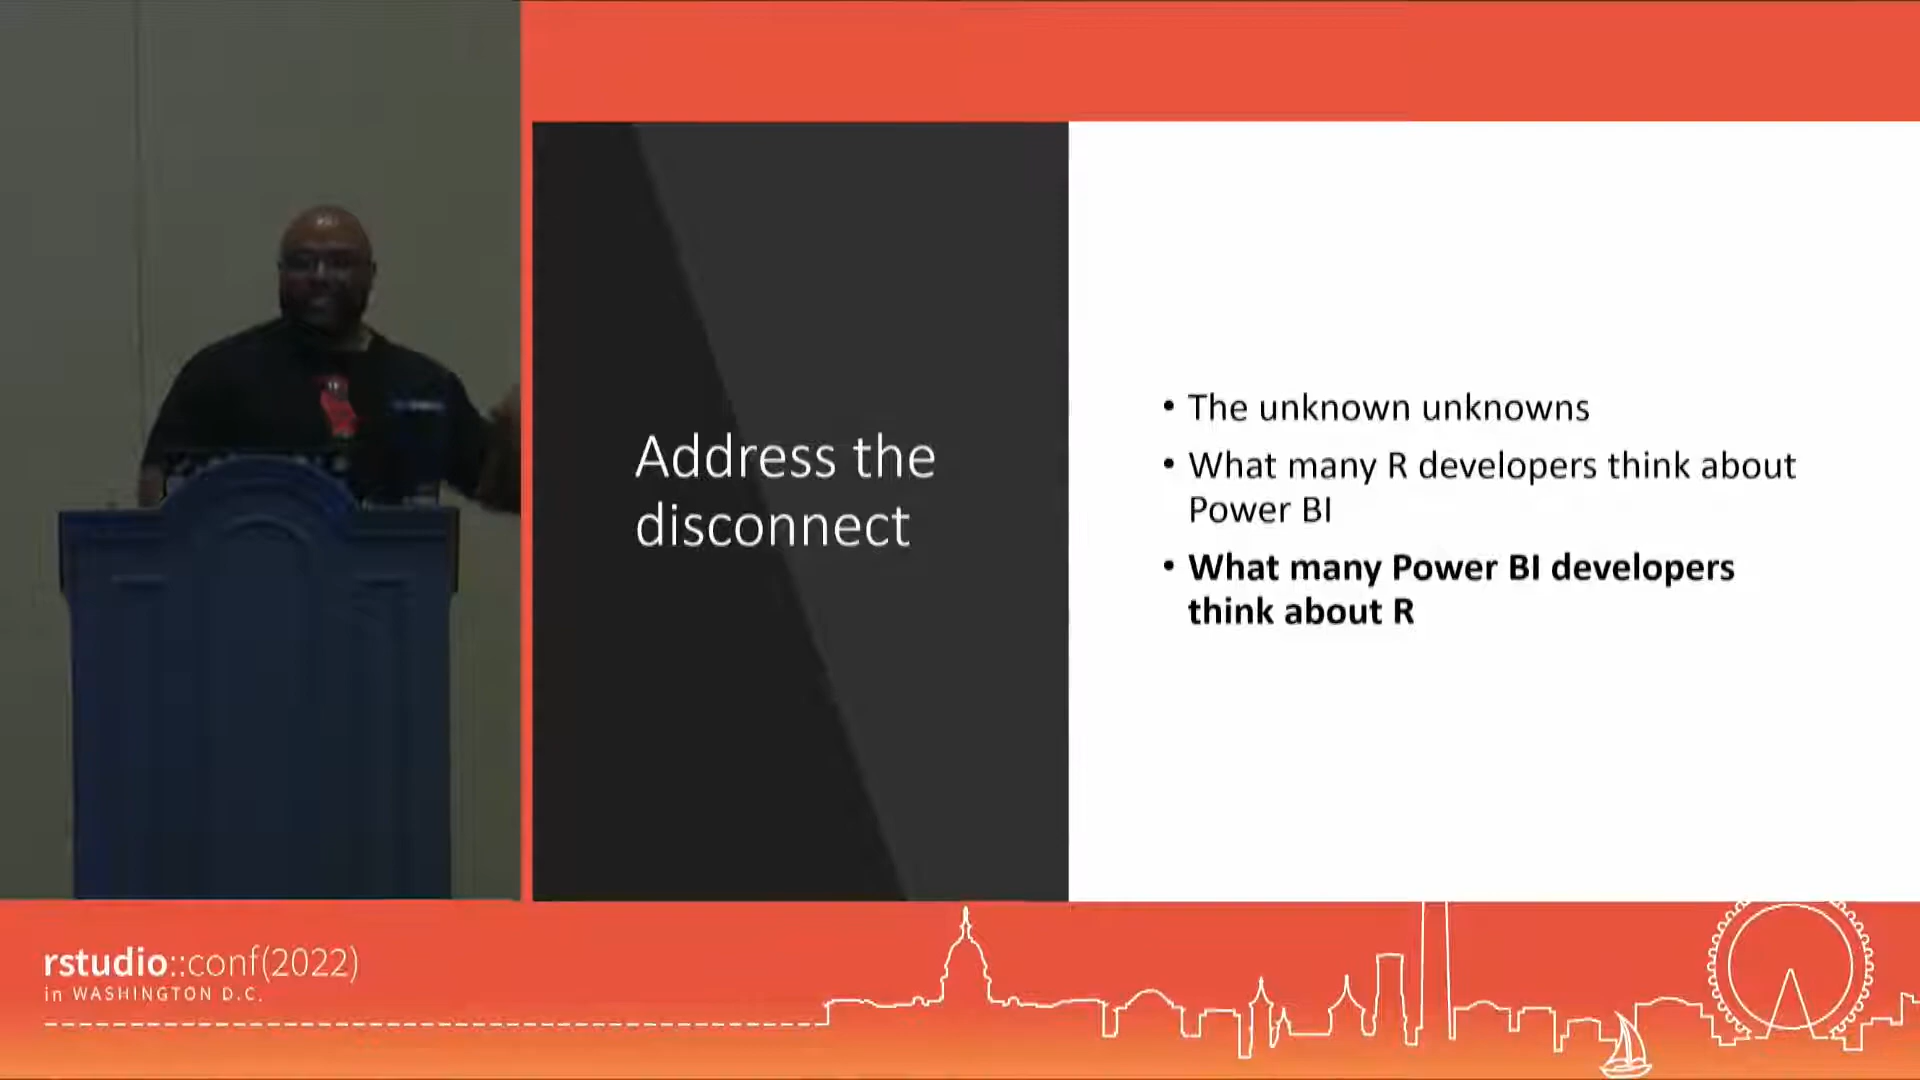 Address the
disconnect
• The unknown unknowns
• What many R developers think about
Power BI
• What many Power BI developers
think about R
rstudio::conf(2022)
in WASHINGTON D.C.